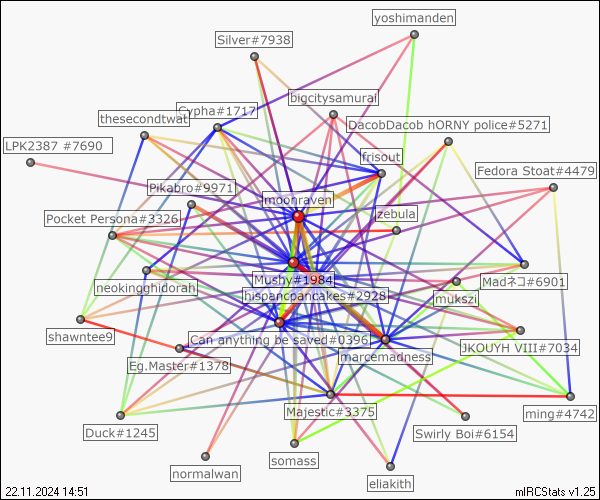 yoshimanden
Silver#7938
bigcitysamurai
Cypha#1717
thesecondtwat
DacobDacob hORNY police#5271
LPK2387 #7690
frisout
Fedora Stoat#4479
Pikabro#9971
moonraven
zebula
Pocket Persona#3326
Mushy#1984
Madネコ#6901
neokingghidorah
hispancpancakes#2928
mukszi
shawntee9
Can anything be saved#0396
JKOUYH VIII#7034
marcemadness
Eg.Master#1378
Majestic#3375
ming#4742
Duck#1245
Swirly Boi#6154
somass
normalwan
eliakith
22.11.2024 14:51
mIRCStats v1.25